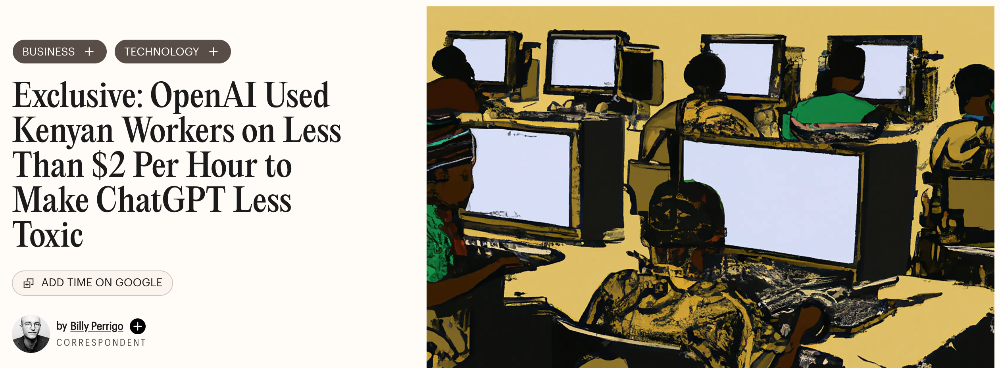 BUSINESS
TECHNOLOGY
Exclusive: OpenAI Used
Kenyan Workers on Less
Than $2 Per Hour to
Make ChatGPT Less
Toxic
ADD TIME ON GOOGLE
by Billy Perrigo
CORRESPONDENT